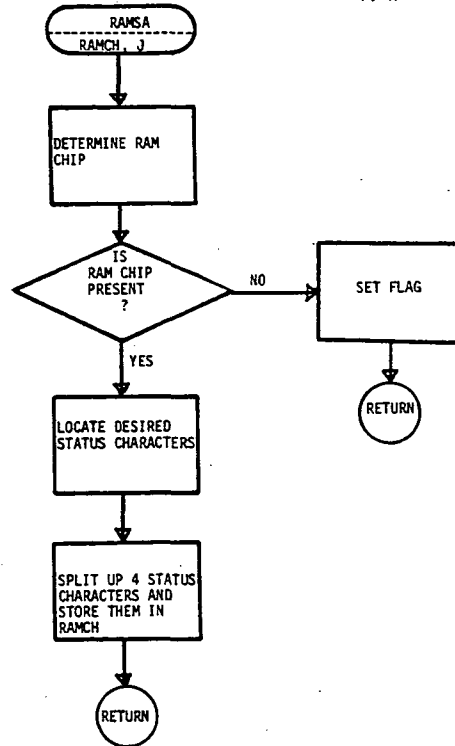 RAMSA
RAMCH, J
DETERMINE RAM
CHIP
IS
RAM CHIP
PRESENT
?
NO
SET FLAG
RETURN
YES
LOCATE DESIRED
STATUS CHARACTERS
SPLIT UP 4 STATUS
CHARACTERS AND
STORE THEM IN
RAMCH
RETURN